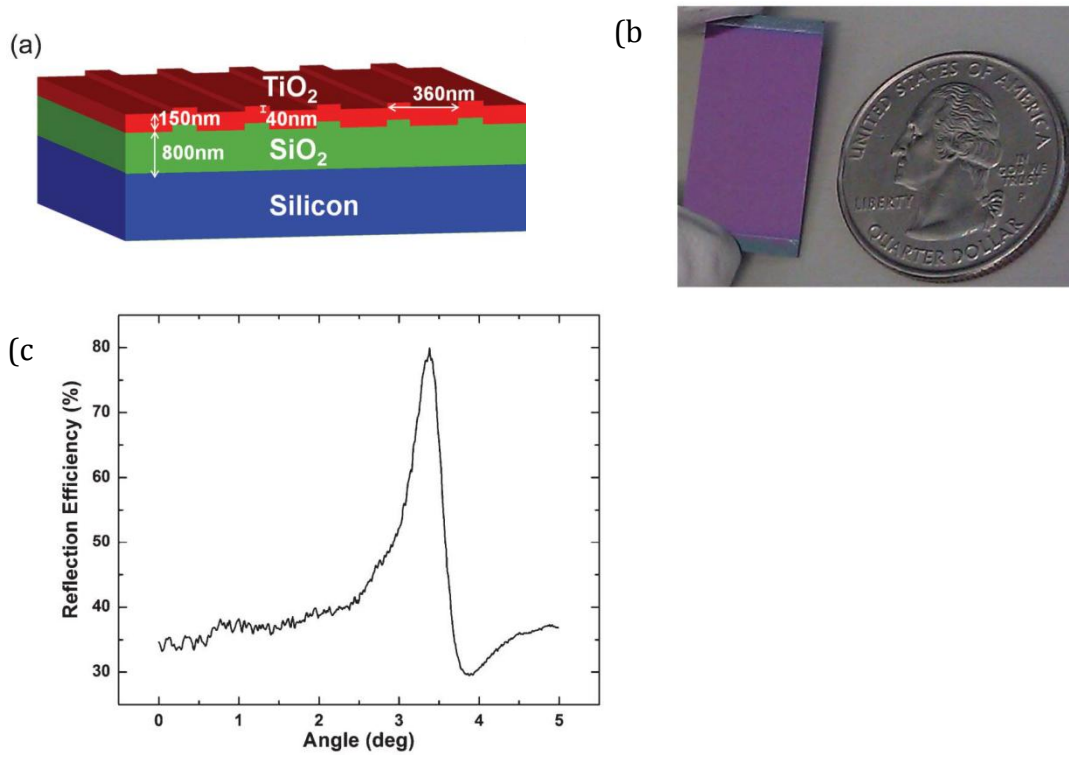 (a)
TiO2
150nm
40nm
360nm
800nm
SiO2
Silicon
(b
UNITED STATES OF AMERICA
LIBERTY
IN
GOD WE
TRUST
P
QUARTER DOLLAR
(c
Reflection Efficiency (%)
80
70
60
50
40
30
0 1 2 3 4 5
Angle (deg)